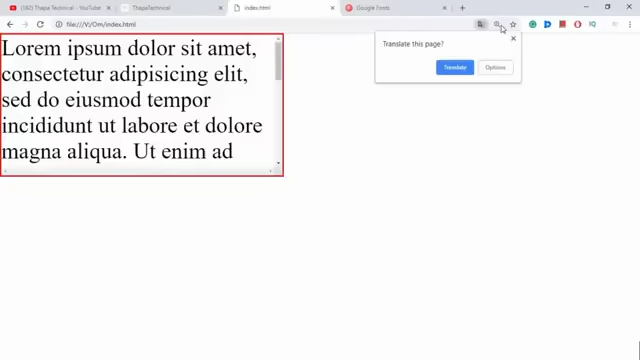 (182) Thapa Technical - YouTube
ThapaTechnical
index.html
Google Fonts
file:///V:/Om/index.html
Translate this page?
Translate
Options
Lorem ipsum dolor sit amet,
consectetur adipisicing elit,
sed do eiusmod tempor
incididunt ut labore et dolore
magna aliqua. Ut enim ad